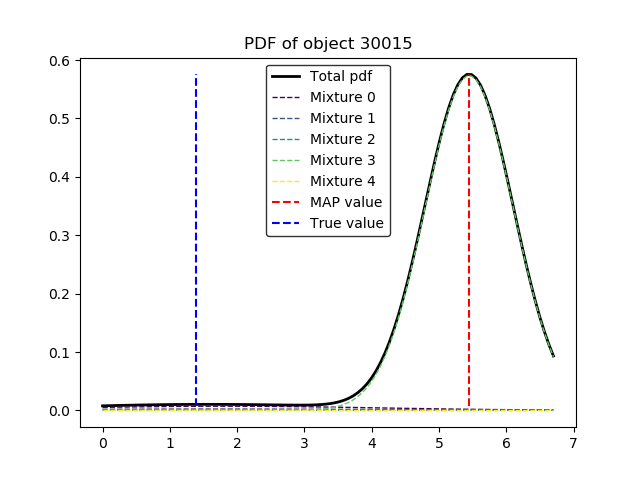 PDF of object 30015
0.6
0.5
0.4
0.3
0.2
0.1
0.0
Total pdf
Mixture 0
Mixture 1
Mixture 2
Mixture 3
Mixture 4
MAP value
True value
0 1 2 3 4 5 6 7